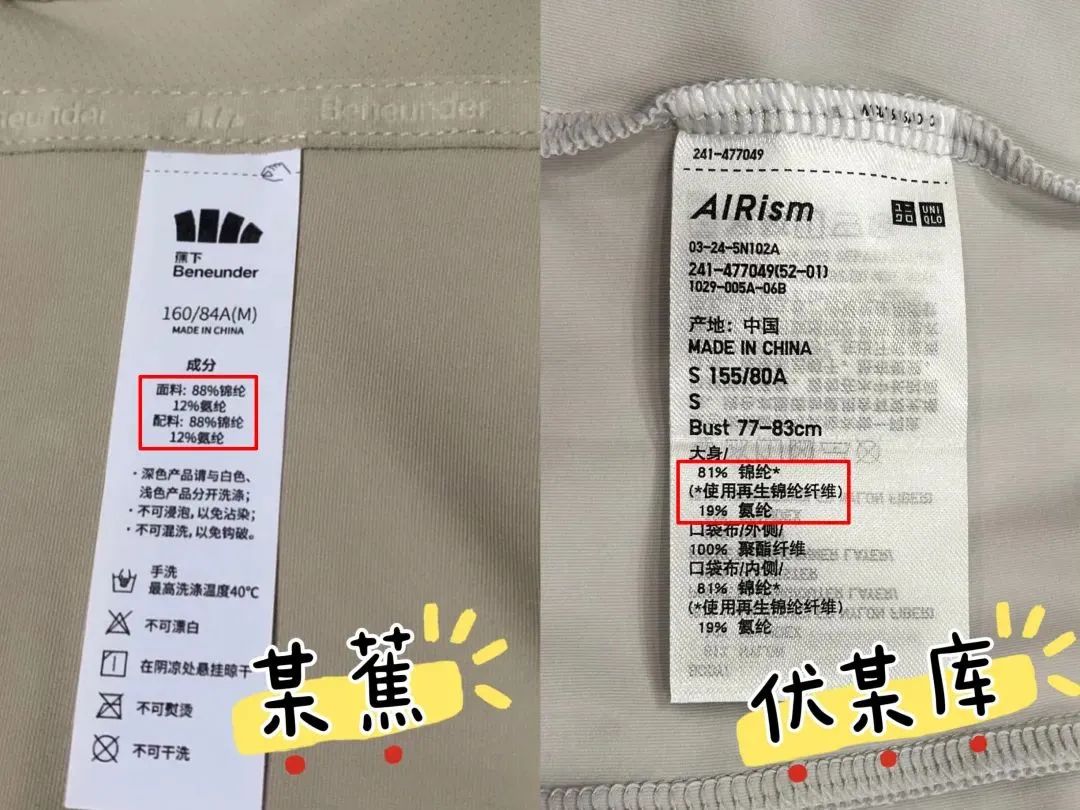 Beneunder
蕉下
Beneunder
160/84A(M)
MADE IN CHINA
成分
面料: 88%锦纶
12%氨纶
配料: 88%锦纶
12%氨纶
·深色产品请与白色、
浅色产品分开洗涤；
·不可浸泡,以免沾染；
·不可混洗,以免钩破。
手洗
最高洗涤温度40℃
不可漂白
在阴凉处悬挂晾干
不可熨烫
不可干洗
某蕉
241-477049
AIRism
ユニクロ
UNIQLO
03-24-5N102A
241-477049(52-01)
1029-005A-06B
产地：中国
MADE IN CHINA
S 155/80A
S
Bust 77-83cm
大身/
81% 锦纶*
(*使用再生锦纶纤维)
19% 氨纶
口袋布/外侧/
100% 聚酯纤维
口袋布/内侧/
81% 锦纶*
(*使用再生锦纶纤维)
19% 氨纶
伏某库